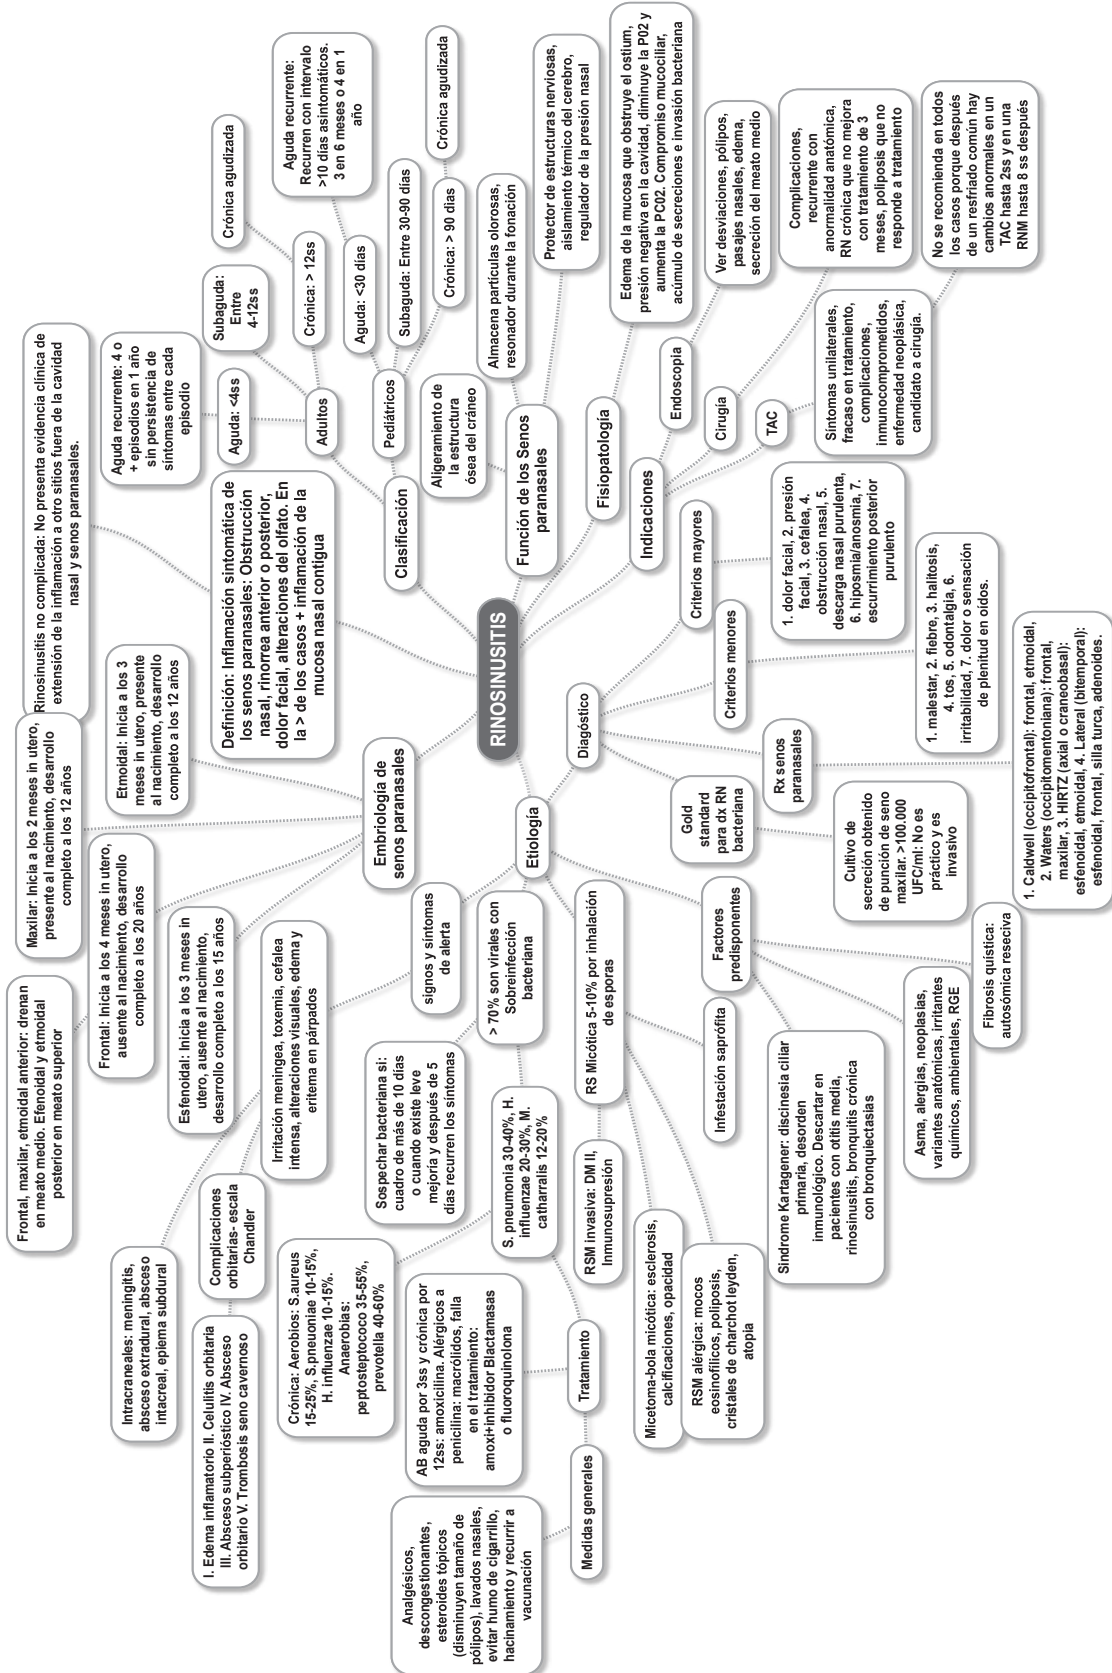 RINOSINUSITIS
Definición: Inflamación sintomática de
los senos paranasales: Obstrucción
nasal, rinorrea anterior o posterior,
dolor facial, alteraciones del olfato. En
la > de los casos + inflamación de la
mucosa nasal contigua
Rinosinusitis no complicada: No presenta evidencia clínica de
extensión de la inflamación a otro sitios fuera de la cavidad
nasal y senos paranasales.
Clasificación
Adultos
Aguda: <4ss
Aguda recurrente: 4 o
+ episodios en 1 año
sin persistencia de
síntomas entre cada
episodio
Subaguda:
Entre
4-12ss
Crónica: > 12ss
Crónica agudizada
Pediátricos
Aguda: <30 días
Aguda recurrente:
Recurren con intervalo
>10 días asintomáticos.
3 en 6 meses o 4 en 1
año
Subaguda: Entre 30-90 días
Crónica: > 90 dias
Crónica agudizada
Función de los Senos
paranasales
Aligeramiento de
la estructura
ósea del cráneo
Almacena partículas olorosas,
resonador durante la fonación
Protector de estructuras nerviosas,
aislamiento térmico del cerebro,
regulador de la presión nasal
Fisiopatología
Edema de la mucosa que obstruye el ostium,
presión negativa en la cavidad, diminuye la P02 y
aumenta la PC02. Compromiso mucociliar,
acúmulo de secreciones e invasión bacteriana
Indicaciones
Endoscopia
Ver desviaciones, pólipos,
pasajes nasales, edema,
secreción del meato medio
Cirugía
Complicaciones,
recurrente con
anormalidad anatómica,
RN crónica que no mejora
con tratamiento de 3
meses, poliposis que no
responde a tratamiento
TAC
Síntomas unilaterales,
fracaso en tratamiento,
complicaciones,
inmunocomprometidos,
enfermedad neoplásica,
candidato a cirugía.
No se recomienda en todos
los casos porque después
de un resfriado común hay
cambios anormales en un
TAC hasta 2ss y en una
RNM hasta 8 ss después
Diagóstico
Criterios mayores
1. dolor facial, 2. presión
facial, 3. cefalea, 4.
obstrucción nasal, 5.
descarga nasal purulenta,
6. hiposmia/anosmia, 7.
escurrimiento posterior
purulento
Criterios menores
1. malestar, 2. fiebre, 3. halitosis,
4. tos, 5. odontalgia, 6.
irritabilidad, 7. dolor o sensación
de plenitud en oídos.
Rx senos
paranasales
1. Caldwell (occipitofrontal): frontal, etmoidal,
2. Waters (occipitomentoniana): frontal,
maxilar, 3. HIRTZ (axial o craneobasal):
esfenoidal, etmoidal, 4. Lateral (bitemporal):
esfenoidal, frontal, silla turca, adenoides
Gold
standard
para dx RN
bacteriana
Cultivo de
secreción obtenido
de punción de seno
maxilar. >100.000
UFC/ml: No es
práctico y es
invasivo
Embriología de
senos paranasales
Etmoidal: Inicia a los 3
meses in utero, presente
al nacimiento, desarrollo
completo a los 12 años
Maxilar: Inicia a los 2 meses in utero,
presente al nacimiento, desarrollo
completo a los 12 años
Frontal: Inicia a los 4 meses in utero,
ausente al nacimiento, desarrollo
completo a los 20 años
Frontal, maxilar, etmoidal anterior: drenan
en meato medio. Efenoidal y etmoidal
posterior en meato superior
Esfenoidal: Inicia a los 3 meses in
utero, ausente al nacimiento,
desarrollo completo a los 15 años
Etiología
signos y síntomas
de alerta
Irritación meníngea, toxemia, cefalea
intensa, alteraciones visuales, edema y
eritema en párpados
Intracraneales: meningitis,
absceso extradural, absceso
intacreal, epiema subdural
Complicaciones
orbitarias- escala
Chandler
I. Edema inflamatorio II. Celulitis orbitaria
III. Absceso subperióstico IV. Absceso
orbitario V. Trombosis seno cavernoso
> 70% son virales con
Sobreinfección
bacteriana
Sospechar bacteriana si:
cuadro de más de 10 días
o cuando existe leve
mejoría y después de 5
días recurren los síntomas
S. pneumonia 30-40%, H.
influenzae 20-30%, M.
catharralis 12-20%
Crónica: Aerobios: S.aureus
15-25%, S.pneuoniae 10-15%,
H. influenzae 10-15%.
Anaerobias:
peptosteptococo 35-55%,
prevotella 40-60%
Tratamiento
AB aguda por 3ss y crónica por
12ss: amoxicilina. Alérgicos a
penicilina: macrólidos, falla
en el tratamiento:
amoxi+inhibidor Blactamasas
o fluoroquinolona
Medidas generales
Analgésicos,
descongestionantes,
esteroides tópicos
(disminuyen tamaño de
pólipos), lavados nasales,
evitar humo de cigarrillo,
hacinamiento y recurrir a
vacunación
RS Micótica 5-10% por inhalación
de esporas
RSM invasiva: DM II,
Inmunosupresión
Micetoma-bola micótica: esclerosis,
calcificaciones, opacidad
RSM alérgica: mocos
eosinofílicos, poliposis,
cristales de charchot leyden,
atopia
Infestación saprófita
Factores
predisponentes
Sindrome Kartagener: discinesia ciliar
primaria, desorden
inmunológico. Descartar en
pacientes con otitis media,
rinosinusitis, bronquitis crónica
con bronquiectasias
Asma, alergias, neoplasias,
variantes anatómicas, irritantes
químicos, ambientales, RGE
Fibrosis quística:
autosómica reseciva